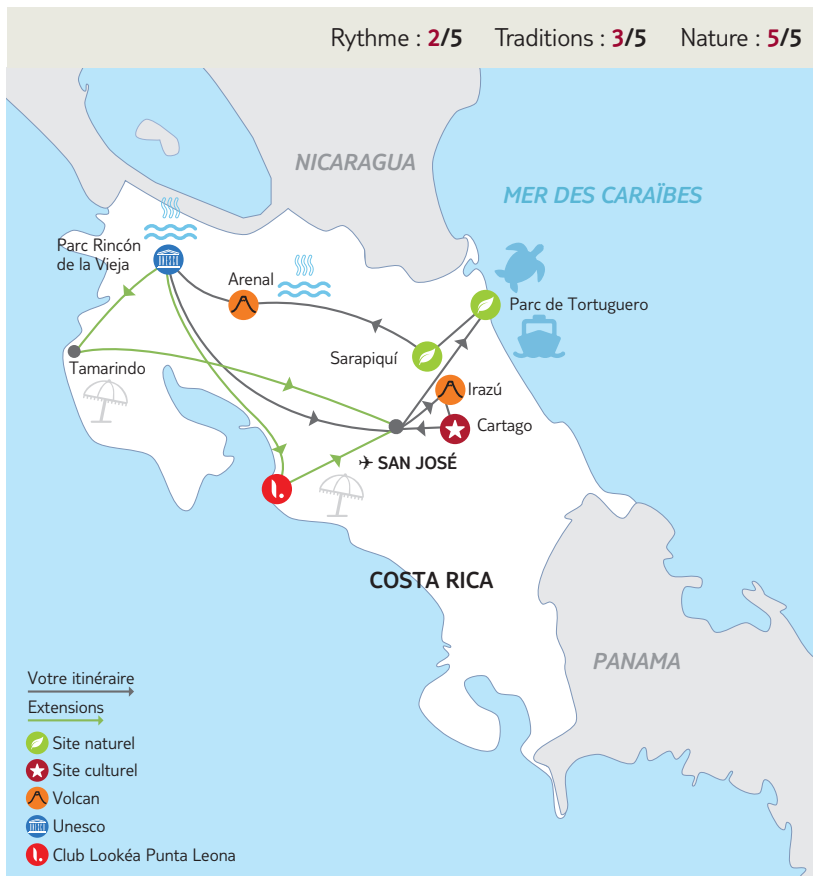 Rythme : 2/5 Traditions : 3/5 Nature : 5/5
NICARAGUA
MER DES CARAÏBES
Parc Rincón
de la Vieja
Arenal
Parc de Tortuguero
Sarapiquí
Tamarindo
Irazú
Cartago
SAN JOSÉ
COSTA RICA
PANAMA
Votre itinéraire
Extensions
Site naturel
Site culturel
Volcan
Unesco
Club Lookéa Punta Leona